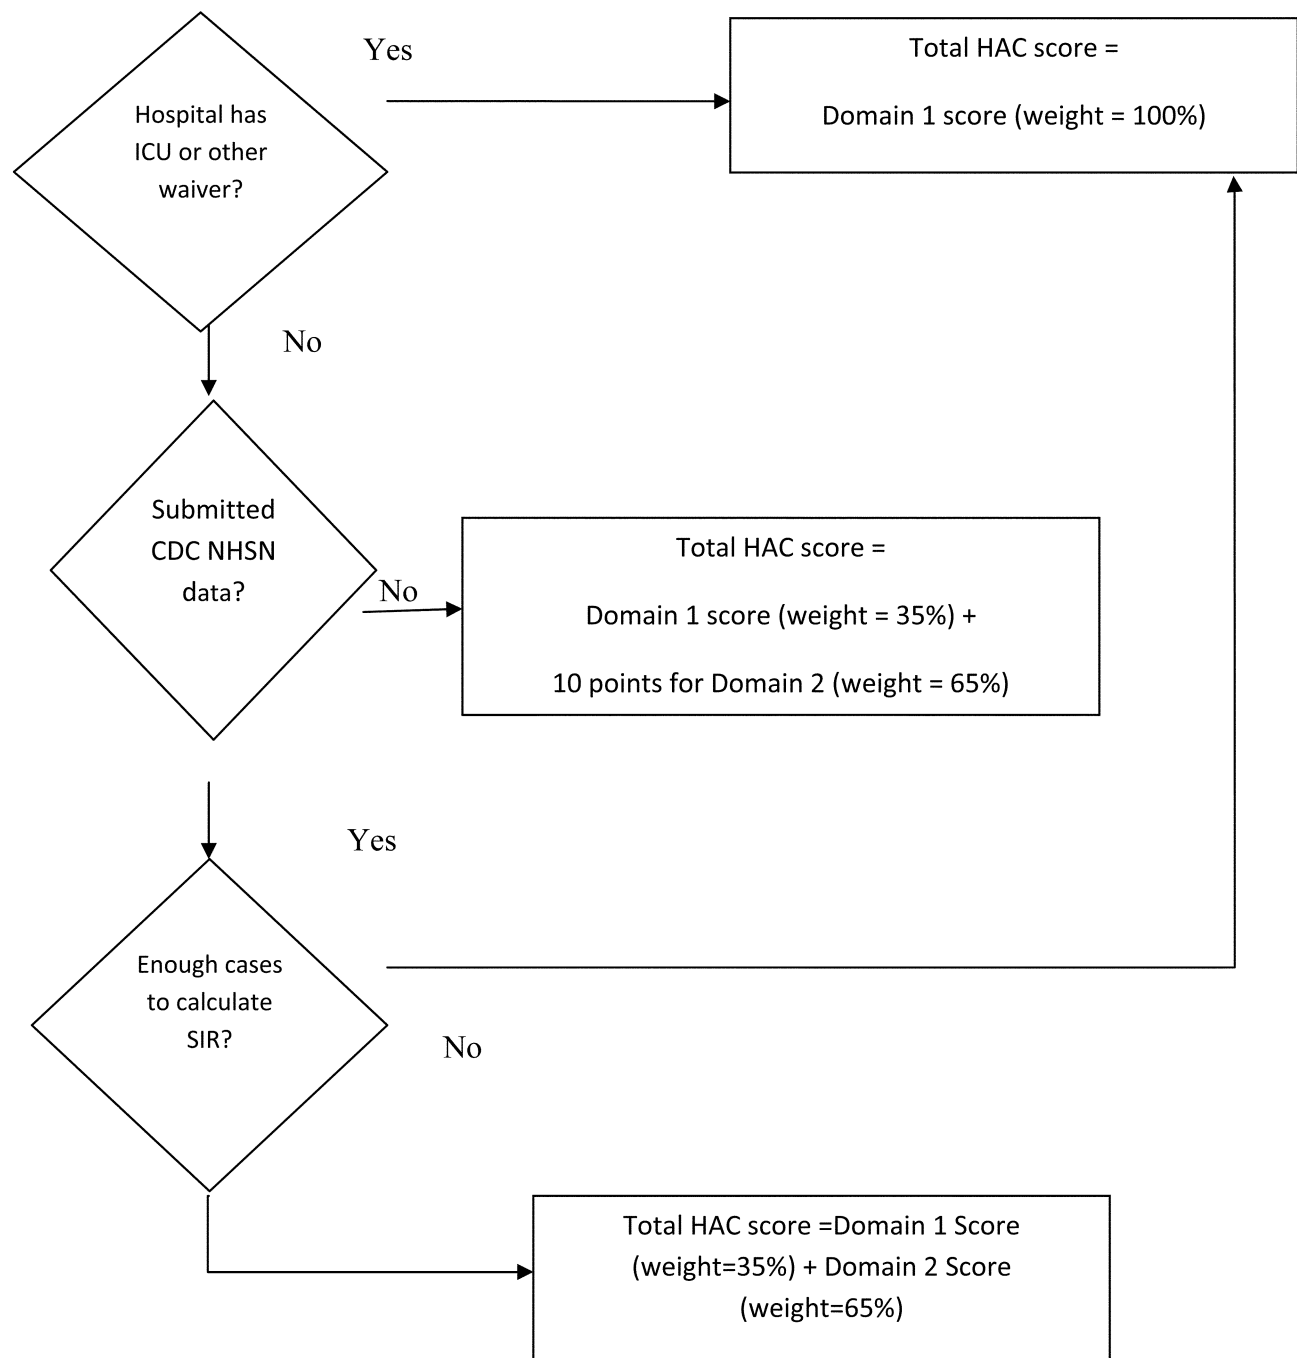 Yes
Total HAC score =
Domain 1 score (weight = 100%)
Hospital has
ICU or other
waiver?
No
Submitted
CDC NHSN
data?
No
Total HAC score =
Domain 1 score (weight = 35%) +
10 points for Domain 2 (weight = 65%)
Yes
Enough cases
to calculate
SIR?
No
Total HAC score =Domain 1 Score
(weight=35%) + Domain 2 Score
(weight=65%)